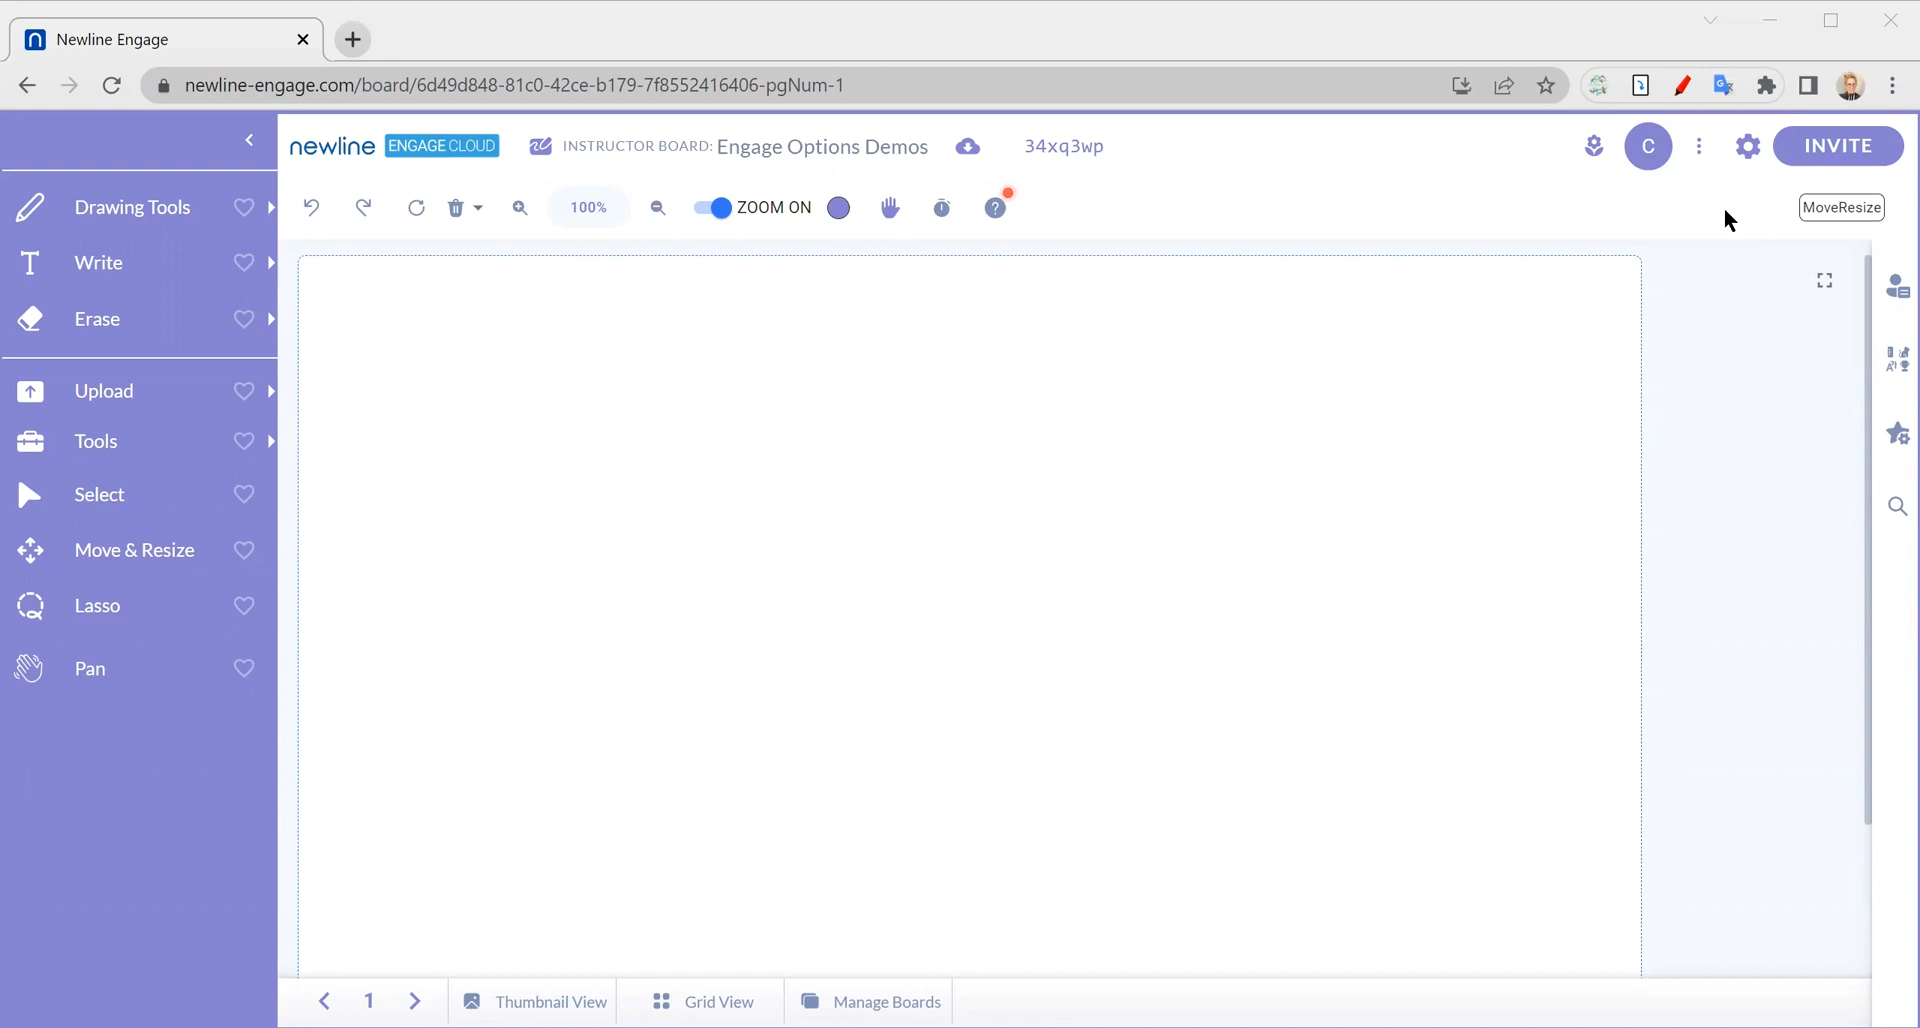 Newline Engage
newline-engage.com/board/6d49d848-81c0-42ce-b179-7f8552416406-pgNum-1
newline ENGAGE CLOUD INSTRUCTOR BOARD: Engage Options Demos 34xq3wp C INVITE
100% ZOOM ON ? MoveResize
Drawing Tools
Write
Erase
Upload
Tools
Select
Move & Resize
Lasso
Pan
1 Thumbnail View Grid View Manage Boards